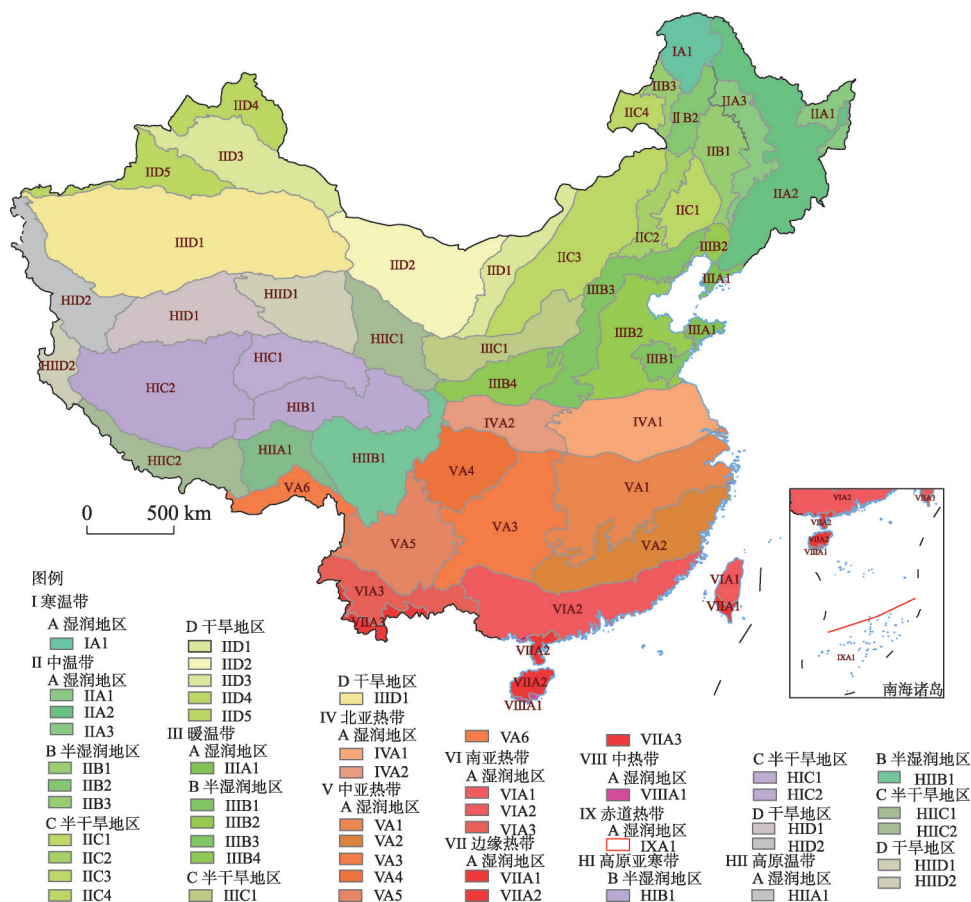 IA1
IIB3
IID4
IIA3
IIC4
IIA1
II B2
IIB1
IID3
IID5
IIA2
IIC1
IIC2
IIID1
IID2
IID1
IIC3
IIIB2
IIIA1
IIIB3
HID2
HID1
HIID1
HIIC1
IIIC1
IIIB2
IIIA1
IIIB1
HIID2
HIC1
HIC2
IIIB4
HIB1
IVA2
IVA1
HIIA1
HIIB1
HIIC2
VA4
VA6
VA1
0 500 km
VA3
VA5
VA2
VIA3
VIIA3
VIA2
VIA1
VIIA1
VIIA2
VIIA2
VIIIA1
VIA2
VIIA1
VIIA2
VIIA2
VIIIA1
IXA1
南海诸岛
图例
I 寒温带
A 湿润地区
IA1
II 中温带
A 湿润地区
IIA1
IIA2
IIA3
B 半湿润地区
IIB1
IIB2
IIB3
C 半干旱地区
IIC1
IIC2
IIC3
IIC4
D 干旱地区
IID1
IID2
IID3
IID4
IID5
III 暖温带
A 湿润地区
IIIA1
B 半湿润地区
IIIB1
IIIB2
IIIB3
IIIB4
C 半干旱地区
IIIC1
D 干旱地区
IIID1
IV 北亚热带
A 湿润地区
IVA1
IVA2
V 中亚热带
A 湿润地区
VA1
VA2
VA3
VA4
VA5
VA6
VI 南亚热带
A 湿润地区
VIA1
VIA2
VIA3
VII 边缘热带
A 湿润地区
VIIA1
VIIA2
VIIA3
VIII 中热带
A 湿润地区
VIIIA1
IX 赤道热带
A 湿润地区
IXA1
HI 高原亚寒带
B 半湿润地区
HIB1
C 半干旱地区
HIC1
HIC2
D 干旱地区
HID1
HID2
HII 高原温带
A 湿润地区
HIIA1
B 半湿润地区
HIIB1
C 半干旱地区
HIIC1
HIIC2
D 干旱地区
HIID1
HIID2